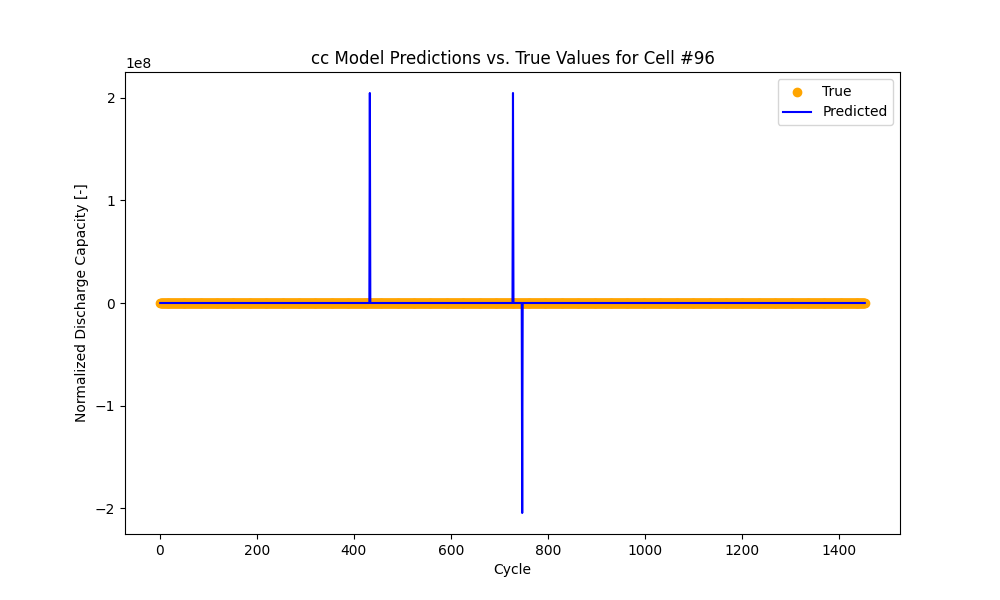 cc Model Predictions vs. True Values for Cell #96
1e8
True
Predicted
2
1
0
−1
−2
Normalized Discharge Capacity [-]
0 200 400 600 800 1000 1200 1400
Cycle